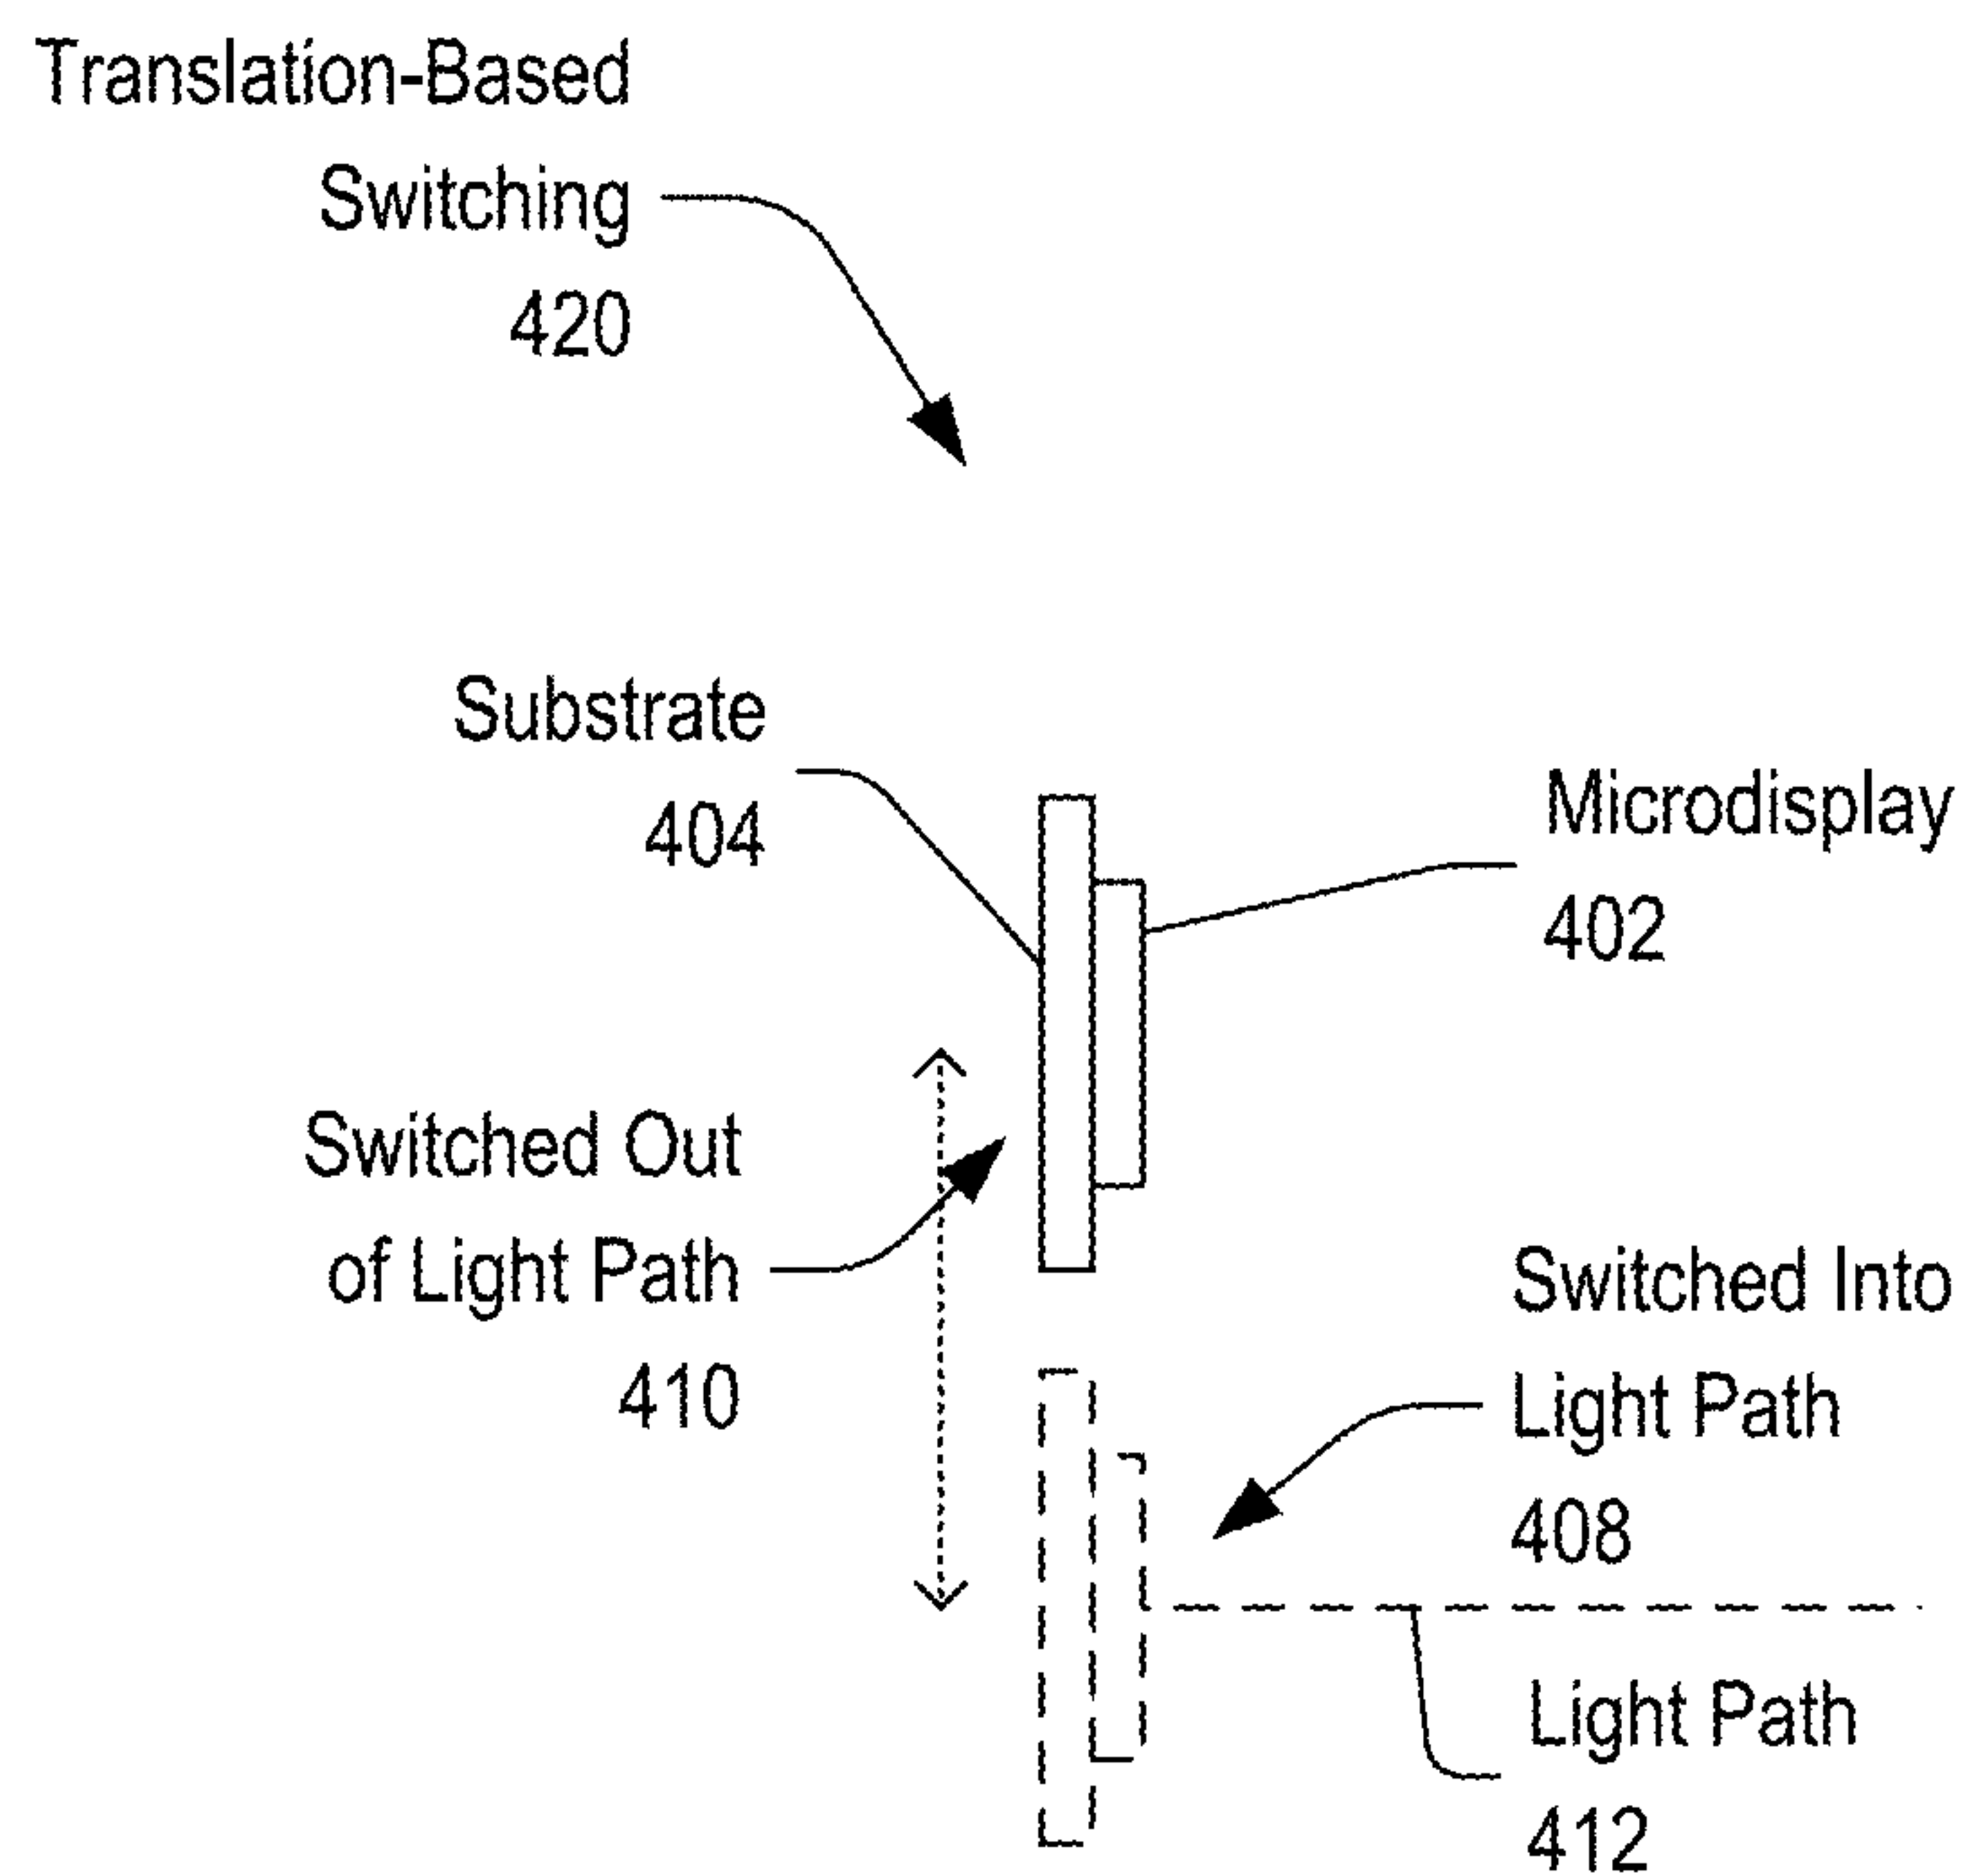 Translation-Based
Switching
420
Substrate
404
Microdisplay
402
Switched Out
of Light Path
410
Switched Into
Light Path
408
Light Path
412